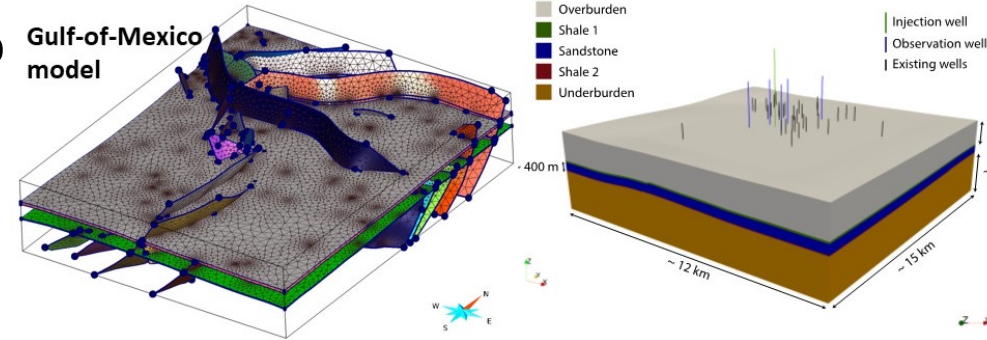 Gulf-of-Mexico
model
N
W
E
S
Overburden
Shale 1
Sandstone
Shale 2
Underburden
Injection well
Observation well
Existing wells
400 m
~ 12 km
~ 15 km
Z